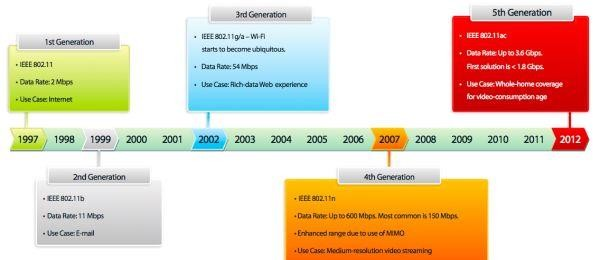 1st Generation
• IEEE 802.11
• Data Rate: 2 Mbps
• Use Case: Internet
3rd Generation
• IEEE 802.11g/a – Wi-Fi
starts to become ubiquitous.
• Data Rate: 54 Mbps
• Use Case: Rich-data Web experience
5th Generation
• IEEE 802.11ac
• Data Rate: Up to 3.6 Gbps.
First solution is < 1.8 Gbps.
• Use Case: Whole-home coverage
for video-consumption age
1997 1998 1999 2000 2001 2002 2003 2004 2005 2006 2007 2008 2009 2010 2011 2012
2nd Generation
• IEEE 802.11b
• Data Rate: 11 Mbps
• Use Case: E-mail
4th Generation
• IEEE 802.11n
• Data Rate: Up to 600 Mbps. Most common is 150 Mbps.
• Enhanced range due to use of MIMO
• Use Case: Medium-resolution video streaming